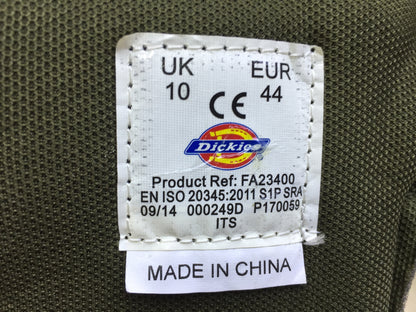 UK EUR
10 44
CE
Dickies
Product Ref: FA23400
EN ISO 20345:2011 S1P SRA
09/14 000249D P170059
ITS
MADE IN CHINA